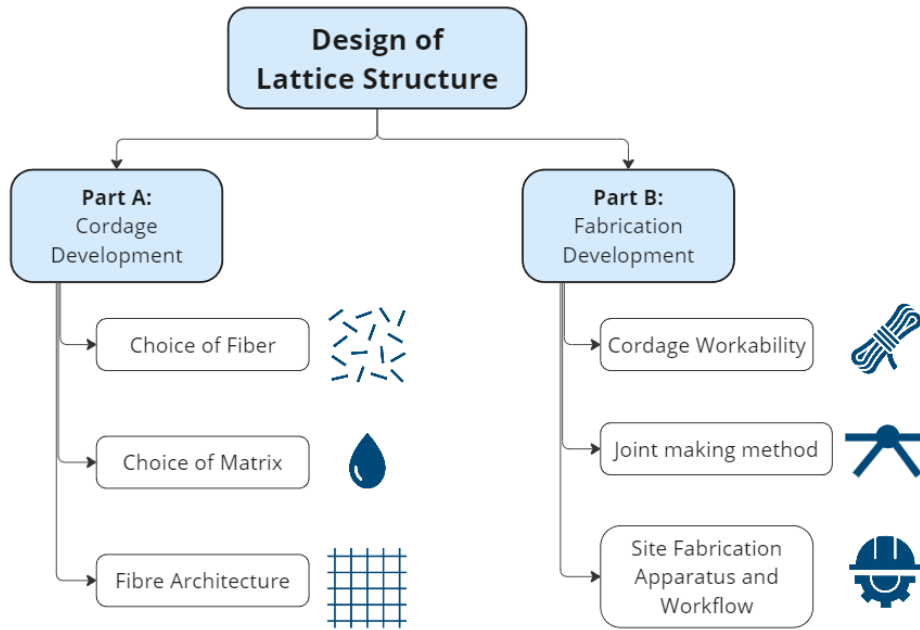 Design of
Lattice Structure
Part A:
Cordage
Development
Part B:
Fabrication
Development
Choice of Fiber
Cordage Workability
Choice of Matrix
Joint making method
Fibre Architecture
Site Fabrication
Apparatus and
Workflow